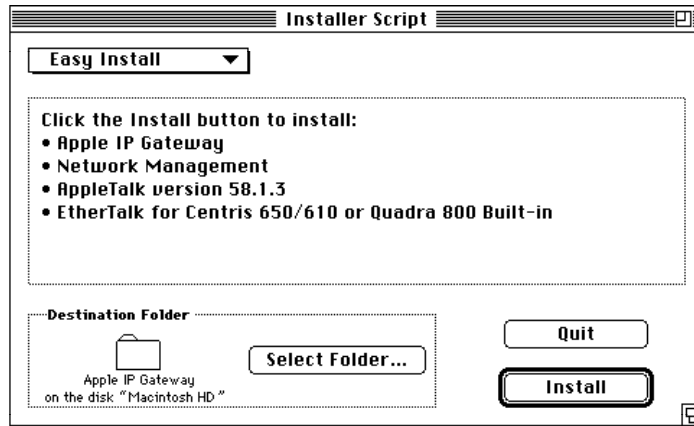 Installer Script
Easy Install
Click the Install button to install:
• Apple IP Gateway
• Network Management
• AppleTalk version 58.1.3
• EtherTalk for Centris 650/610 or Quadra 800 Built-in
Destination Folder
Select Folder...
Apple IP Gateway
on the disk “Macintosh HD”
Quit
Install